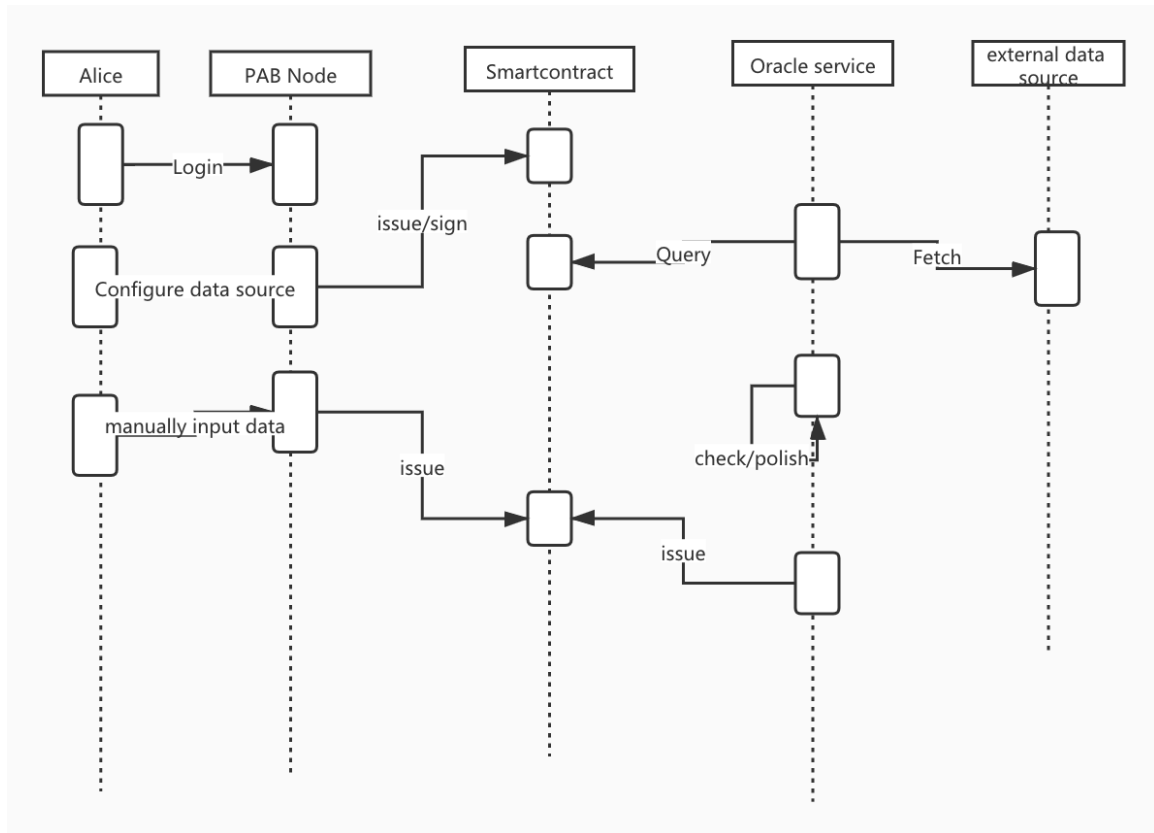 Alice
PAB Node
Smartcontract
Oracle service
external data
source
Login
issue/sign
Query
Fetch
Configure data source
manually input data
issue
check/polish
issue